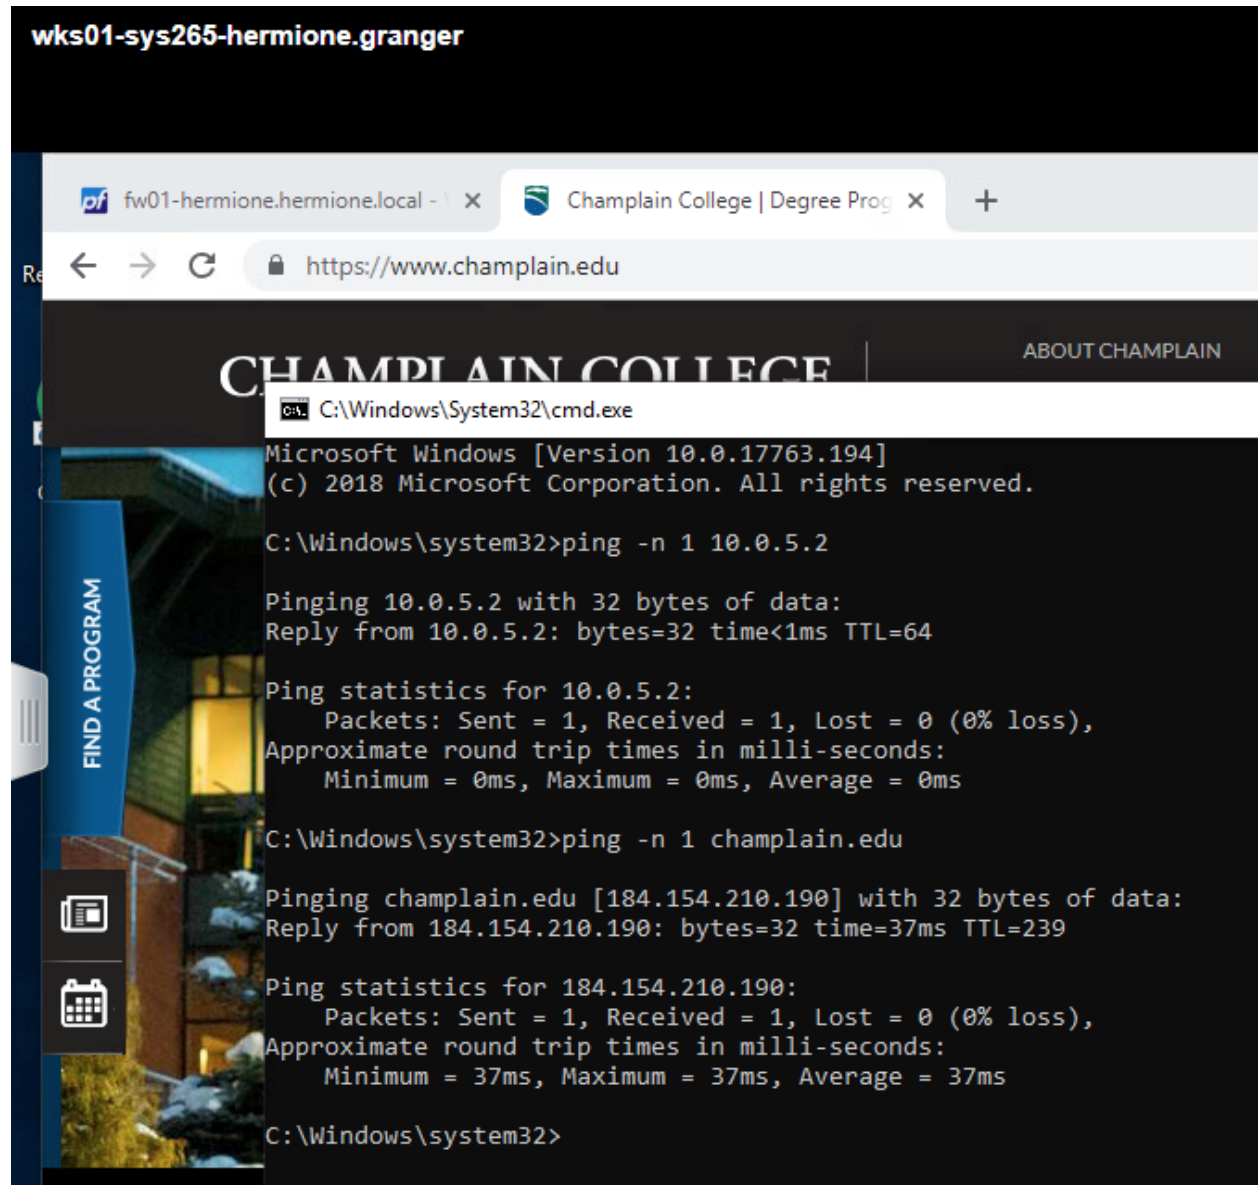 wks01-sys265-hermione.granger
pf fw01-hermione.hermione.local -
Champlain College | Degree Prog
https://www.champlain.edu
Re
CHAMPLAIN COLLEGE
ABOUT CHAMPLAIN
C:\Windows\System32\cmd.exe
Microsoft Windows [Version 10.0.17763.194]
(c) 2018 Microsoft Corporation. All rights reserved.
C:\Windows\system32>ping -n 1 10.0.5.2
Pinging 10.0.5.2 with 32 bytes of data:
Reply from 10.0.5.2: bytes=32 time<1ms TTL=64
Ping statistics for 10.0.5.2:
Packets: Sent = 1, Received = 1, Lost = 0 (0% loss),
Approximate round trip times in milli-seconds:
Minimum = 0ms, Maximum = 0ms, Average = 0ms
C:\Windows\system32>ping -n 1 champlain.edu
Pinging champlain.edu [184.154.210.190] with 32 bytes of data:
Reply from 184.154.210.190: bytes=32 time=37ms TTL=239
Ping statistics for 184.154.210.190:
Packets: Sent = 1, Received = 1, Lost = 0 (0% loss),
Approximate round trip times in milli-seconds:
Minimum = 37ms, Maximum = 37ms, Average = 37ms
C:\Windows\system32>
FIND A PROGRAM